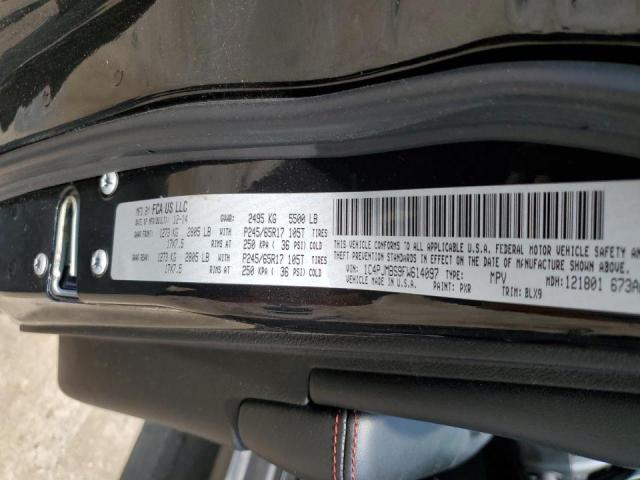 MFD BY FCA US LLC
DATE OF MFR 12-14 GVWR: 2495 KG 5500 LB
GAWR FRONT: 1273 KG 2805 LB WITH P245/65R17 105T TIRES
17X7.5 RIMS AT 250 KPA ( 36 PSI) COLD
GAWR REAR: 1273 KG 2805 LB WITH P245/65R17 105T TIRES
17X7.5 RIMS AT 250 KPA ( 36 PSI) COLD
THIS VEHICLE CONFORMS TO ALL APPLICABLE U.S.A. FEDERAL MOTOR VEHICLE SAFETY
STANDARDS IN EFFECT ON THE DATE OF MANUFACTURE SHOWN ABOVE.
VIN: 1C4PJMBS9FW614097 TYPE: MPV MDH: 121801 673A
VEHICLE MADE IN U.S.A. PAINT: PXR TRIM: BLX9